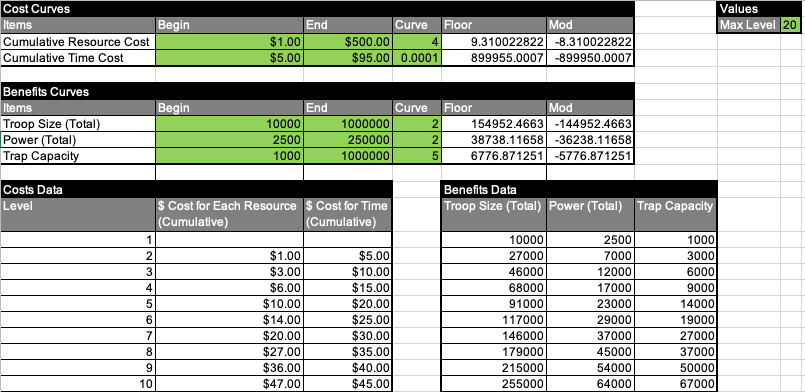 Cost Curves Values
Items Begin End Curve Floor Mod Max Level 20
Cumulative Resource Cost $1.00 $500.00 4 9.310022822 -8.310022822
Cumulative Time Cost $5.00 $95.00 0.0001 899955.0007 -899950.0007
Benefits Curves
Items Begin End Curve Floor Mod
Troop Size (Total) 10000 1000000 2 154952.4663 -144952.4663
Power (Total) 2500 250000 2 38738.11658 -36238.11658
Trap Capacity 1000 1000000 5 6776.871251 -5776.871251
Costs Data Benefits Data
Level $ Cost for Each Resource $ Cost for Time Troop Size (Total) Power (Total) Trap Capacity
(Cumulative) (Cumulative)
1 10000 2500 1000
2 $1.00 $5.00 27000 7000 3000
3 $3.00 $10.00 46000 12000 6000
4 $6.00 $15.00 68000 17000 9000
5 $10.00 $20.00 91000 23000 14000
6 $14.00 $25.00 117000 29000 19000
7 $20.00 $30.00 146000 37000 27000
8 $27.00 $35.00 179000 45000 37000
9 $36.00 $40.00 215000 54000 50000
10 $47.00 $45.00 255000 64000 67000